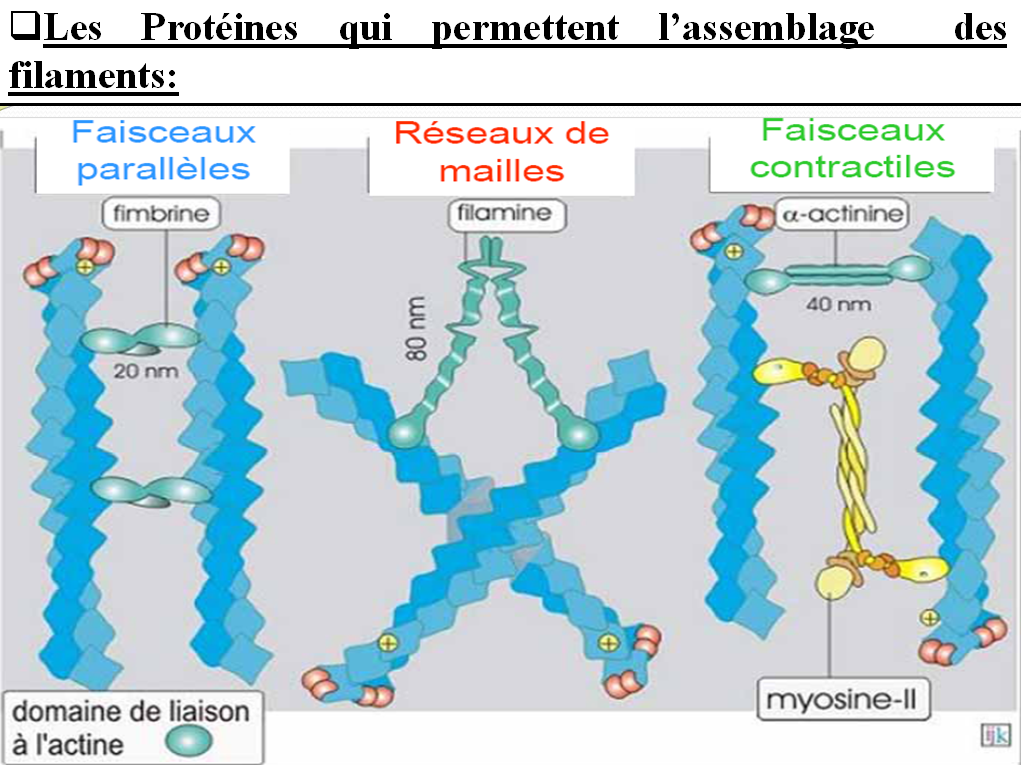 ❑Les Protéines qui permettent l’assemblage des
filaments:
Faisceaux
parallèles
Réseaux de
mailles
Faisceaux
contractiles
fimbrine
filamine
α-actinine
+
+
+
80 nm
40 nm
20 nm
+
+
+
myosine-II
domaine de liaison
à l'actine
ijk